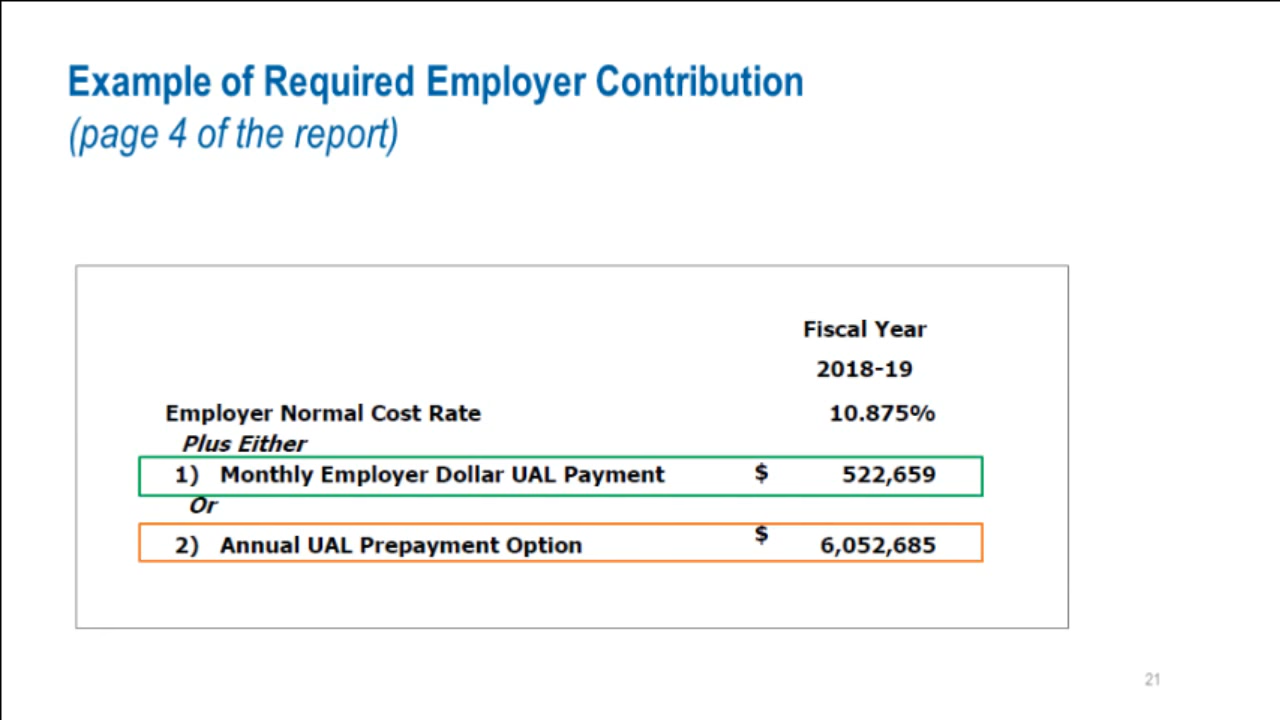 Example of Required Employer Contribution
(page 4 of the report)
Fiscal Year
2018-19
Employer Normal Cost Rate 10.875%
Plus Either
1) Monthly Employer Dollar UAL Payment $ 522,659
Or
2) Annual UAL Prepayment Option $ 6,052,685
21